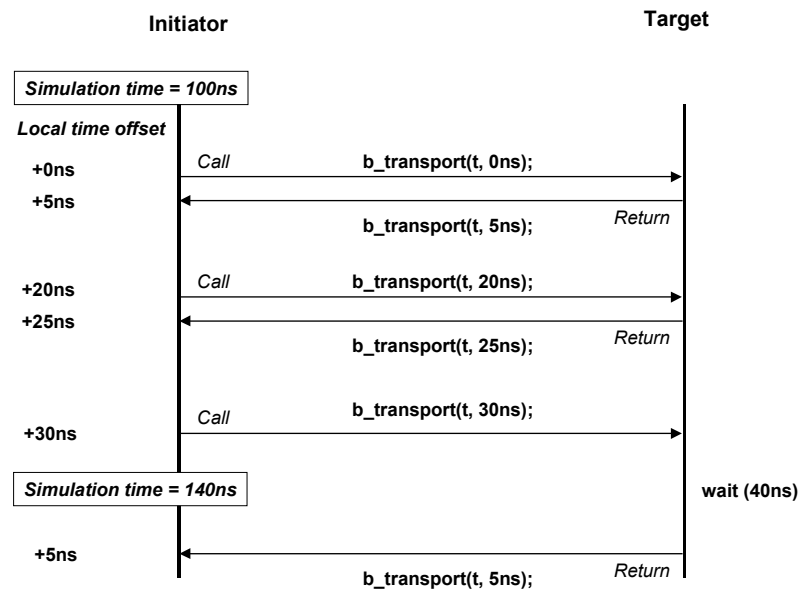 Initiator
Target
Simulation time = 100ns
Local time offset
+0ns
Call
b_transport(t, 0ns);
+5ns
b_transport(t, 5ns);
Return
+20ns
Call
b_transport(t, 20ns);
+25ns
b_transport(t, 25ns);
Return
+30ns
Call
b_transport(t, 30ns);
Simulation time = 140ns
wait (40ns)
+5ns
b_transport(t, 5ns);
Return